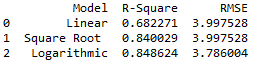 Model R-Square RMSE
0 Linear 0.682271 3.997528
1 Square Root 0.840029 3.997528
2 Logarithmic 0.848624 3.786004